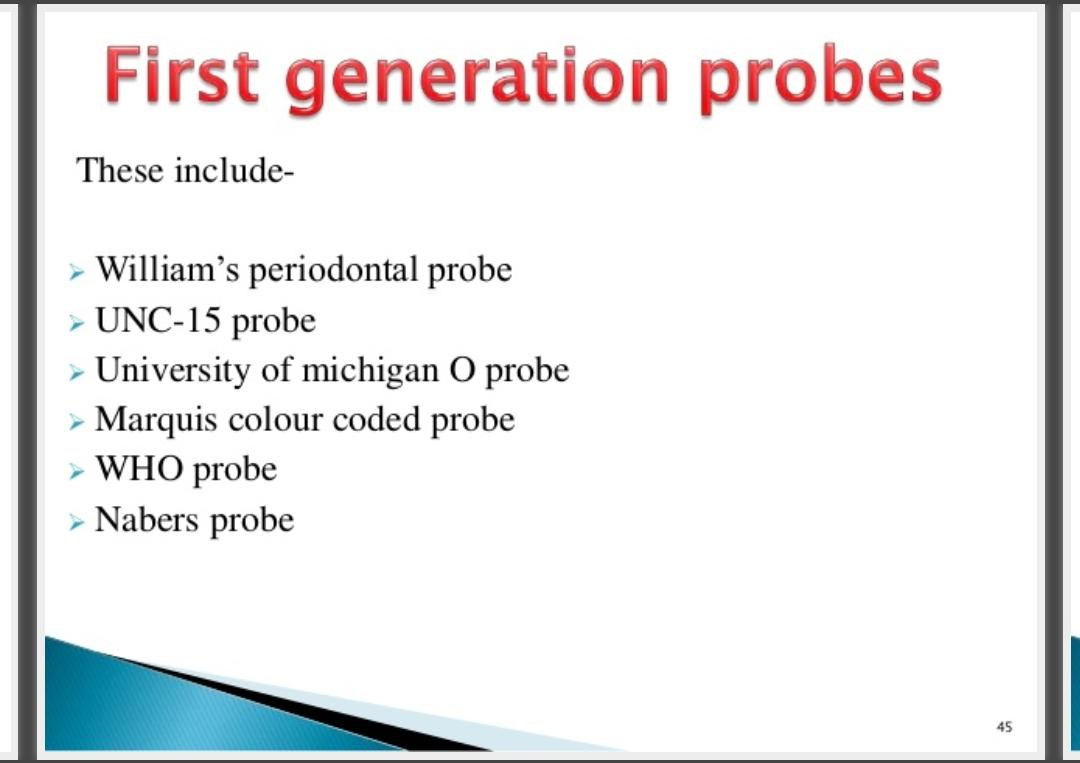 First generation probes
These include-
➢ William’s periodontal probe
➢ UNC-15 probe
➢ University of michigan O probe
➢ Marquis colour coded probe
➢ WHO probe
➢ Nabers probe
45